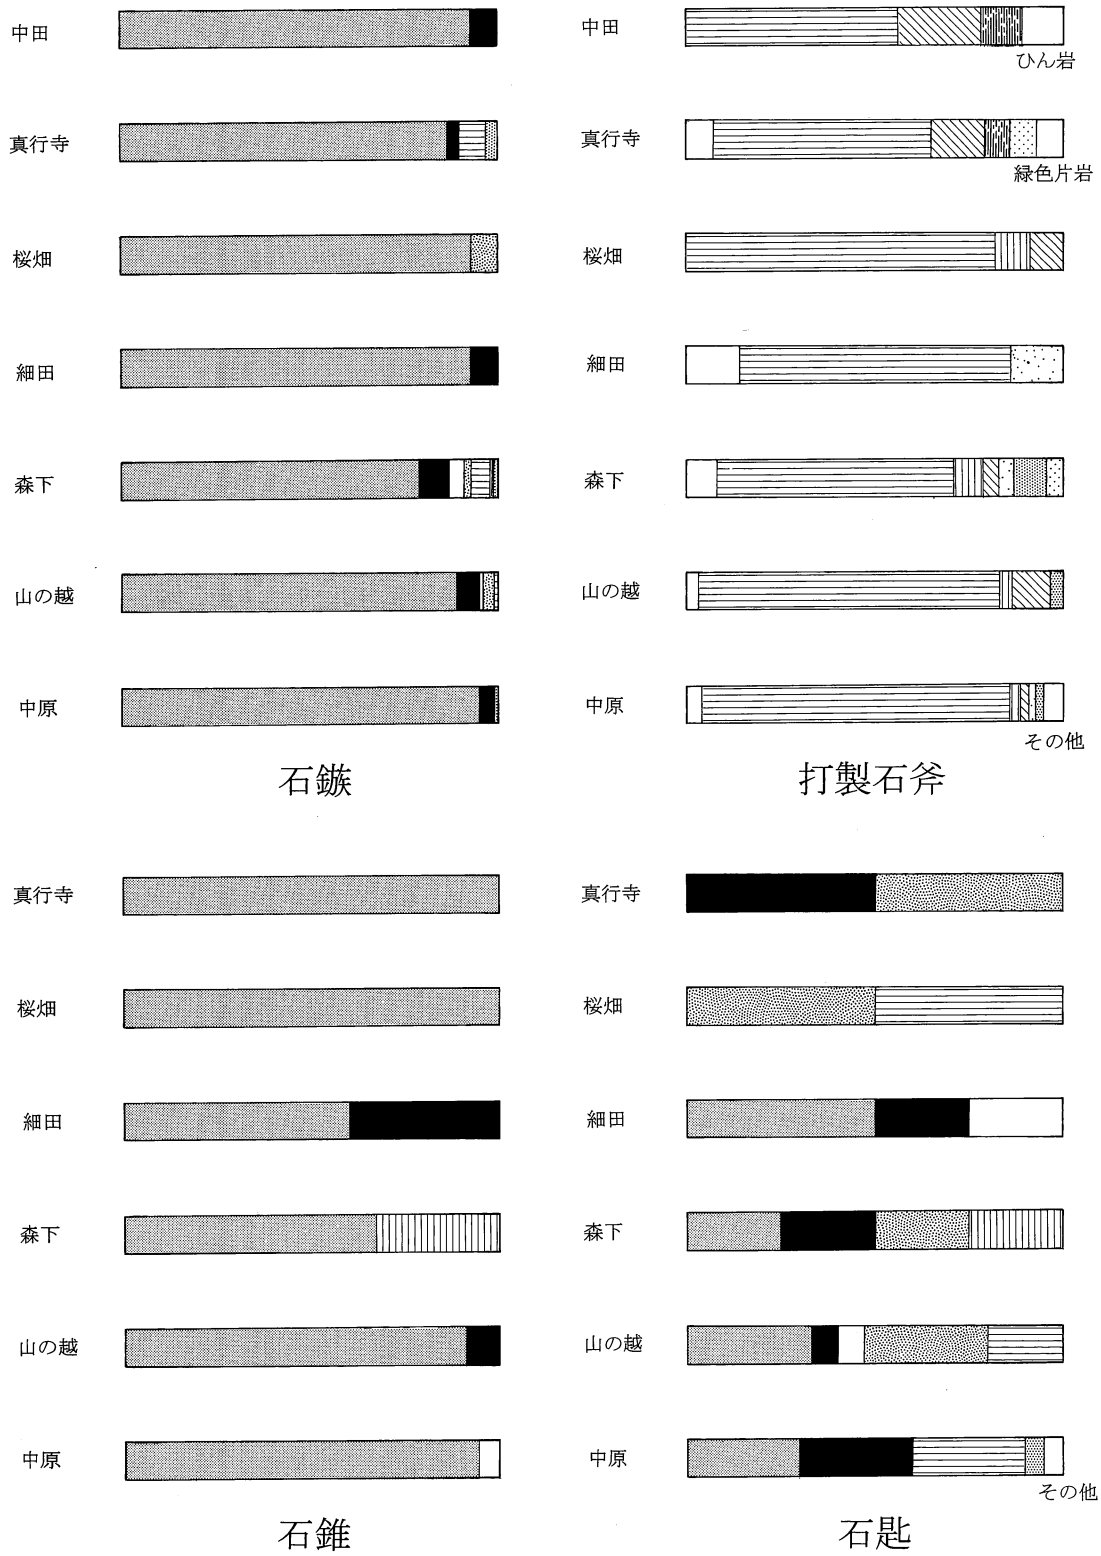 中田
真行寺
桜畑
細田
森下
山の越
中原
石鏃
中田
ひん岩
真行寺
緑色片岩
桜畑
細田
森下
山の越
中原
その他
打製石斧
真行寺
桜畑
細田
森下
山の越
中原
石錐
真行寺
桜畑
細田
森下
山の越
中原
その他
石匙